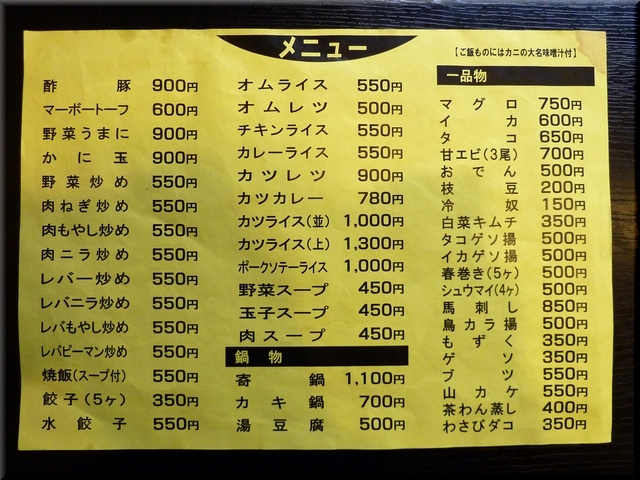 メニュー
【ご飯ものにはカニの大名味噌汁付】
酢豚 900円
マーボートーフ 600円
野菜うまに 900円
かに玉 900円
野菜炒め 550円
肉ねぎ炒め 550円
肉もやし炒め 550円
肉ニラ炒め 550円
レバー炒め 550円
レバニラ炒め 550円
レバもやし炒め 550円
レバピーマン炒め 550円
焼飯(スープ付) 550円
餃子(5ヶ) 350円
水餃子 550円
オムライス 550円
オムレツ 500円
チキンライス 550円
カレーライス 550円
カツレツ 900円
カツカレー 780円
カツライス(並) 1,000円
カツライス(上) 1,300円
ポークソテーライス 1,000円
野菜スープ 450円
玉子スープ 450円
肉スープ 450円
鍋物
寄鍋 1,100円
カキ鍋 700円
湯豆腐 500円
一品物
マグロ 750円
イカ 600円
タコ 650円
甘エビ(3尾) 700円
おでん 500円
枝豆 200円
冷奴 150円
白菜キムチ 350円
タコゲソ揚 500円
イカゲソ揚 500円
春巻き(5ヶ) 500円
シュウマイ(4ヶ) 500円
馬刺し 850円
鳥カラ揚 500円
もずく 350円
ゲソ 350円
ブツ 550円
山カケ 550円
茶わん蒸し 400円
わさびダコ 350円